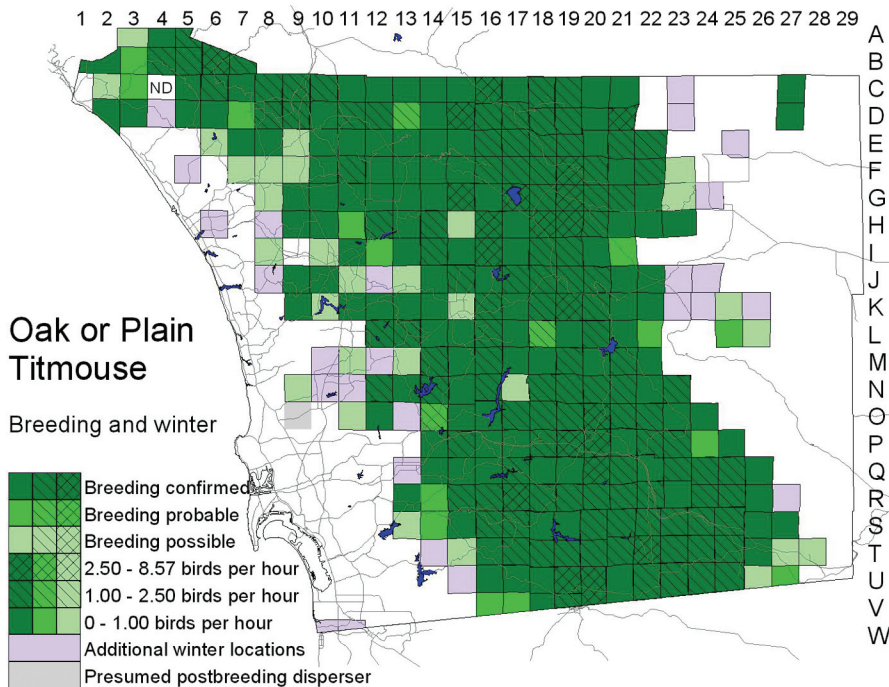 1 2 3 4 5 6 7 8 9 10 11 12 13 14 15 16 17 18 19 20 21 22 23 24 25 26 27 28 29
A
B
C
D
E
F
G
H
I
J
K
L
M
N
O
P
Q
R
S
T
U
V
W
ND
Oak or Plain
Titmouse
Breeding and winter
Breeding confirmed
Breeding probable
Breeding possible
2.50 - 8.57 birds per hour
1.00 - 2.50 birds per hour
0 - 1.00 birds per hour
Additional winter locations
Presumed postbreeding disperser